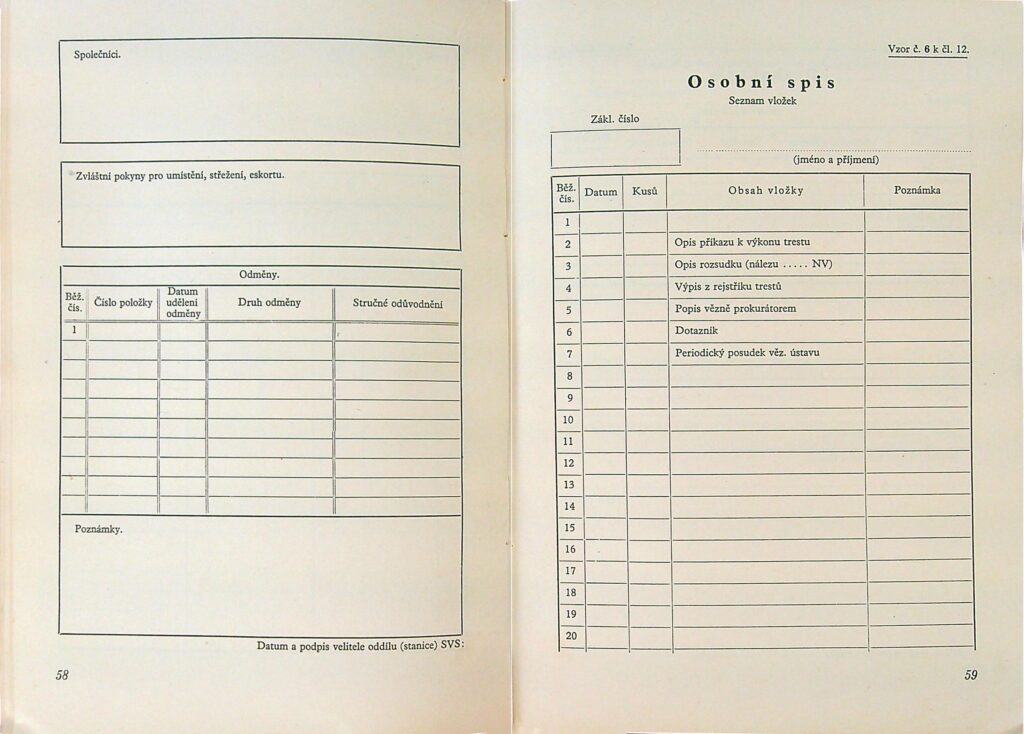 Společníci.
Zvláštní pokyny pro umístění, střežení, eskortu.
Odměny.
Běž. čís.
Číslo položky
Datum udělení odměny
Druh odměny
Stručné odůvodnění
1
Poznámky.
Datum a podpis velitele oddílu (stanice) SVS:
58
Vzor č. 6 k čl. 12.
Osobní spis
Seznam vložek
Zákl. číslo
(jméno a příjmení)
Běž. čís.
Datum
Kusů
Obsah vložky
Poznámka
1
2 Opis příkazu k výkonu trestu
3 Opis rozsudku (nálezu ..... NV)
4 Výpis z rejstříku trestů
5 Popis vězně prokurátorem
6 Dotazník
7 Periodický posudek věz. ústavu
8
9
10
11
12
13
14
15
16
17
18
19
20
59